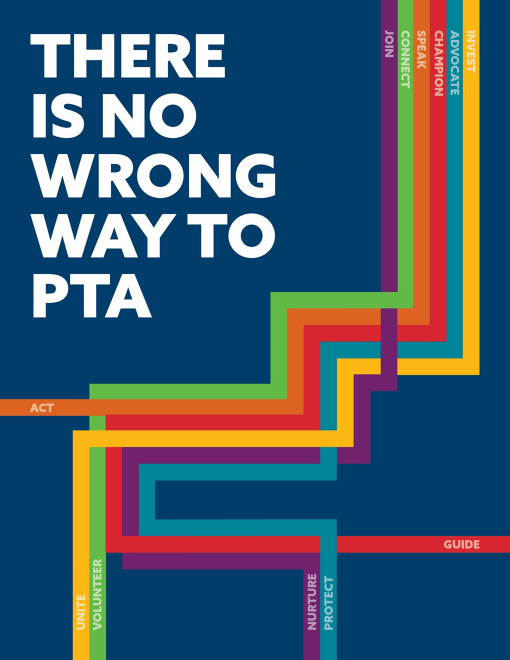 THERE
IS NO
WRONG
WAY TO
PTA
JOIN
CONNECT
SPEAK
CHAMPION
ADVOCATE
INVEST
ACT
GUIDE
UNITE
VOLUNTEER
NURTURE
PROTECT